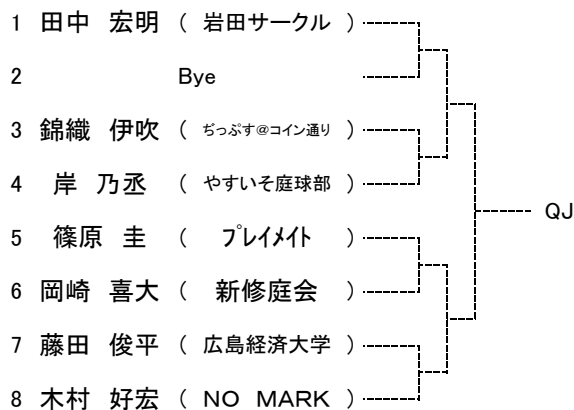 1 田中 宏明 ( 岩田サークル )
2 Bye
3 錦織 伊吹 ( ぢっぷす@コイン通り )
4 岸 乃丞 ( やすいそ庭球部 )
QJ
5 篠原 圭 ( プレイメイト )
6 岡崎 喜大 ( 新修庭会 )
7 藤田 俊平 ( 広島経済大学 )
8 木村 好宏 ( NO MARK )